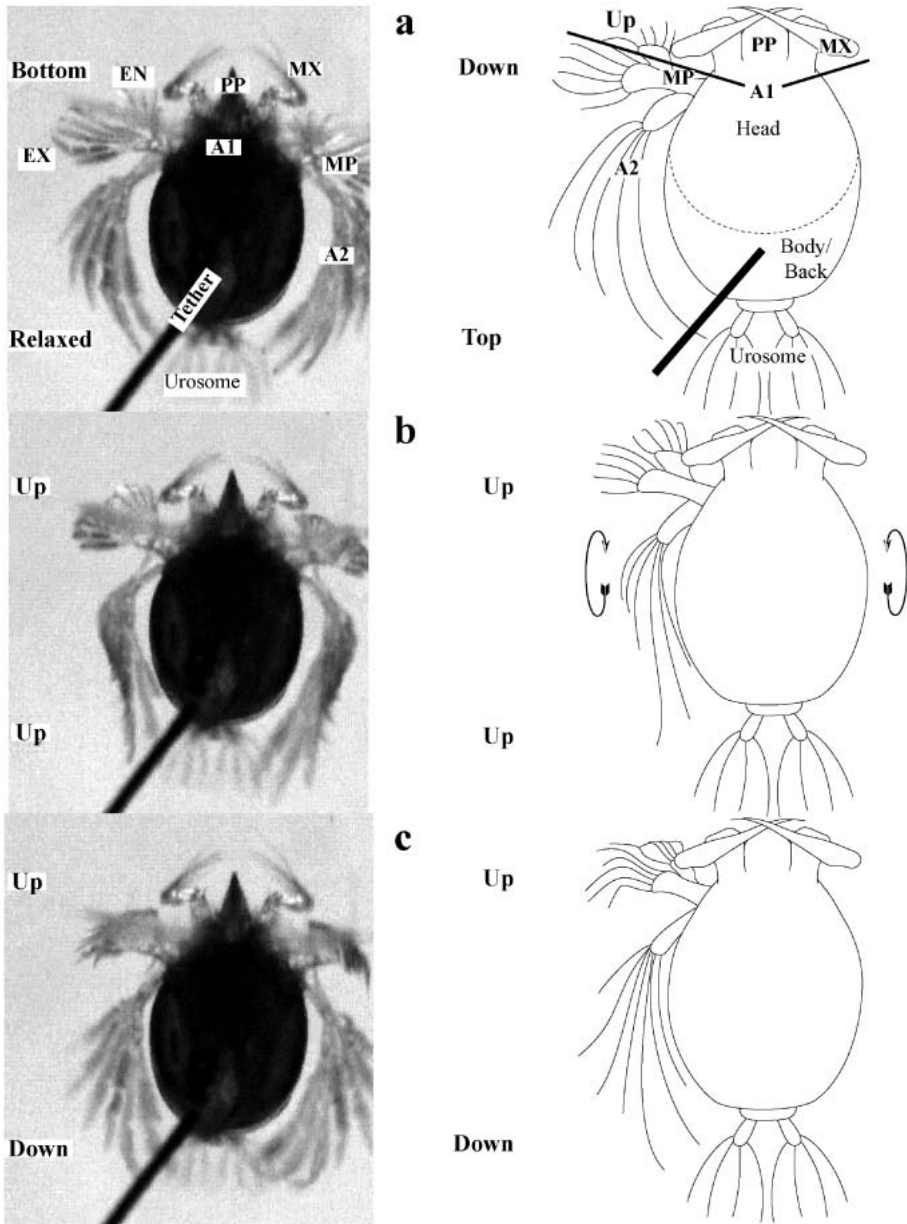 a
Bottom
EN
PP
MX
EX
A1
MP
A2
Tether
Relaxed
Urosome
Up
Down
PP
MX
MP
A1
Head
A2
Body/
Back
Top
Urosome
b
Up
Up
Up
Up
c
Up
Down
Up
Down